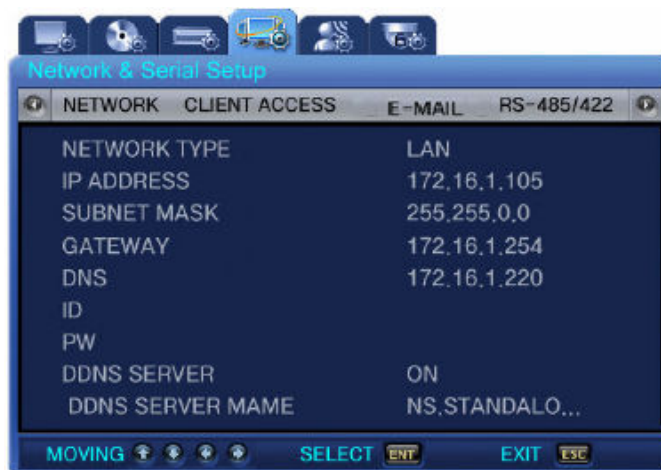 Network & Serial Setup
NETWORK CLIENT ACCESS E-MAIL RS-485/422
NETWORK TYPE LAN
IP ADDRESS 172.16.1.105
SUBNET MASK 255.255.0.0
GATEWAY 172.16.1.254
DNS 172.16.1.220
ID
PW
DDNS SERVER ON
DDNS SERVER MAME NS.STANDALO...
MOVING SELECT ENT EXIT ESC